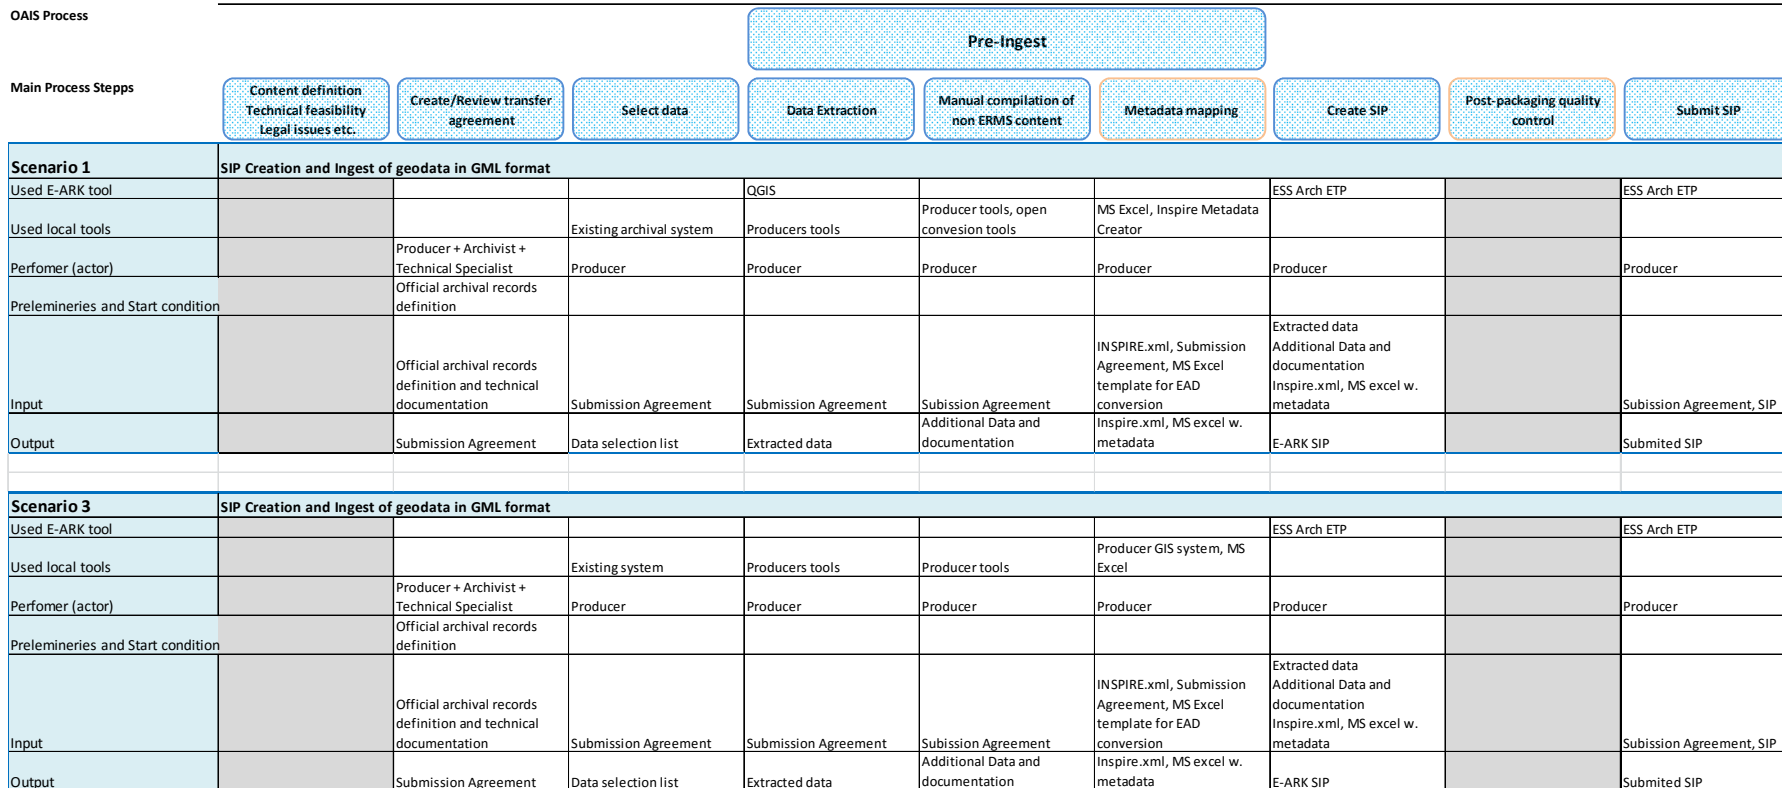 OAIS Process
Pre-Ingest
Main Process Stepps
Content definition
Technical feasibility
Legal issues etc.
Create/Review transfer
agreement
Select data
Data Extraction
Manual compilation of
non ERMS content
Metadata mapping
Create SIP
Post-packaging quality
control
Submit SIP
Scenario 1
SIP Creation and Ingest of geodata in GML format
Used E-ARK tool
QGIS
ESS Arch ETP
ESS Arch ETP
Used local tools
Existing archival system
Producers tools
Producer tools, open
convesion tools
MS Excel, Inspire Metadata
Creator
Perfomer (actor)
Producer + Archivist +
Technical Specialist
Producer
Producer
Producer
Producer
Producer
Producer
Prelemineries and Start condition
Official archival records
definition
Input
Official archival records
definition and technical
documentation
Submission Agreement
Submission Agreement
Subission Agreement
INSPIRE.xml, Submission
Agreement, MS Excel
template for EAD
conversion
Extracted data
Additional Data and
documentation
Inspire.xml, MS excel w.
metadata
Subission Agreement, SIP
Output
Submission Agreement
Data selection list
Extracted data
Additional Data and
documentation
Inspire.xml, MS excel w.
metadata
E-ARK SIP
Submited SIP
Scenario 3
SIP Creation and Ingest of geodata in GML format
Used E-ARK tool
ESS Arch ETP
ESS Arch ETP
Used local tools
Existing system
Producers tools
Producer tools
Producer GIS system, MS
Excel
Perfomer (actor)
Producer + Archivist +
Technical Specialist
Producer
Producer
Producer
Producer
Producer
Producer
Prelemineries and Start condition
Official archival records
definition
Input
Official archival records
definition and technical
documentation
Submission Agreement
Submission Agreement
Subission Agreement
INSPIRE.xml, Submission
Agreement, MS Excel
template for EAD
conversion
Extracted data
Additional Data and
documentation
Inspire.xml, MS excel w.
metadata
Subission Agreement, SIP
Output
Submission Agreement
Data selection list
Extracted data
Additional Data and
documentation
Inspire.xml, MS excel w.
metadata
E-ARK SIP
Submited SIP